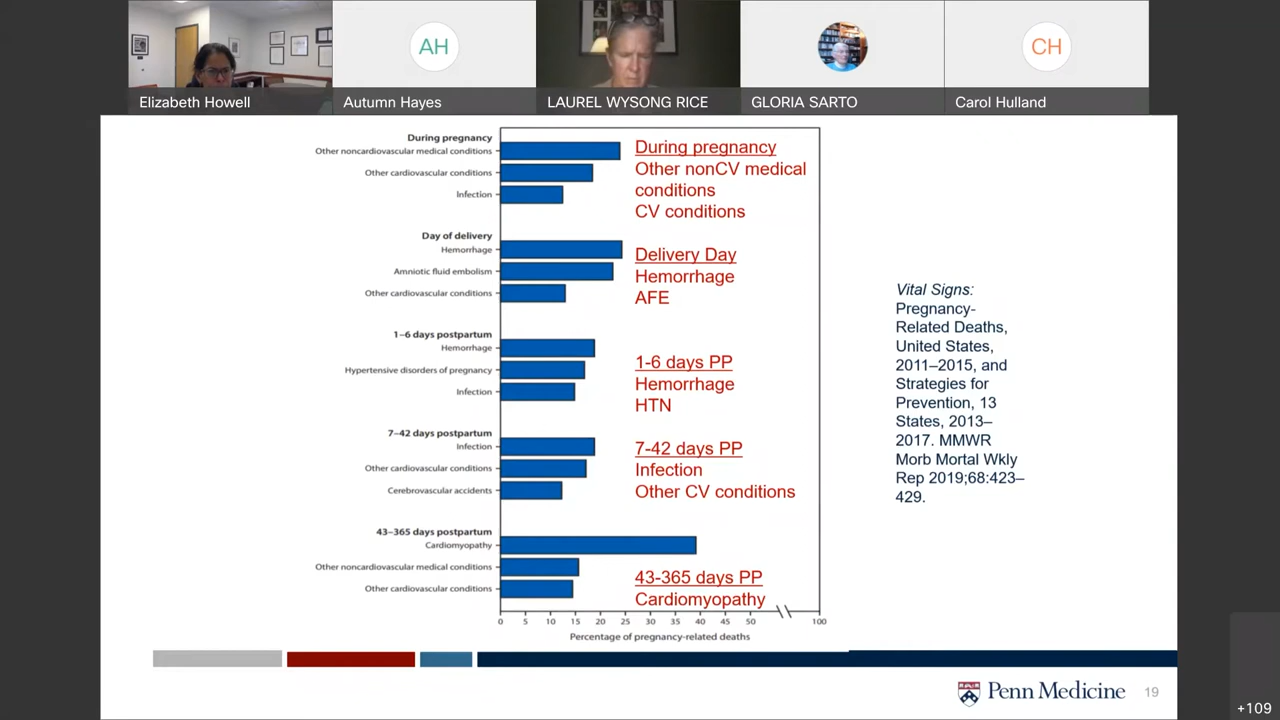 AH
CH
Elizabeth Howell
Autumn Hayes
LAUREL WYSONG RICE
GLORIA SARTO
Carol Hulland
During pregnancy
Other noncardiovascular medical conditions
Other cardiovascular conditions
Infection
Day of delivery
Hemorrhage
Amniotic fluid embolism
Other cardiovascular conditions
1–6 days postpartum
Hemorrhage
Hypertensive disorders of pregnancy
Infection
7–42 days postpartum
Infection
Other cardiovascular conditions
Cerebrovascular accidents
43–365 days postpartum
Cardiomyopathy
Other noncardiovascular medical conditions
Other cardiovascular conditions
0 5 10 15 20 25 30 35 40 45 50 100
Percentage of pregnancy-related deaths
During pregnancy
Other nonCV medical
conditions
CV conditions
Delivery Day
Hemorrhage
AFE
1-6 days PP
Hemorrhage
HTN
7-42 days PP
Infection
Other CV conditions
43-365 days PP
Cardiomyopathy
Vital Signs:
Pregnancy-
Related Deaths,
United States,
2011–2015, and
Strategies for
Prevention, 13
States, 2013–
2017. MMWR
Morb Mortal Wkly
Rep 2019;68:423–
429.
Penn Medicine
19
+109